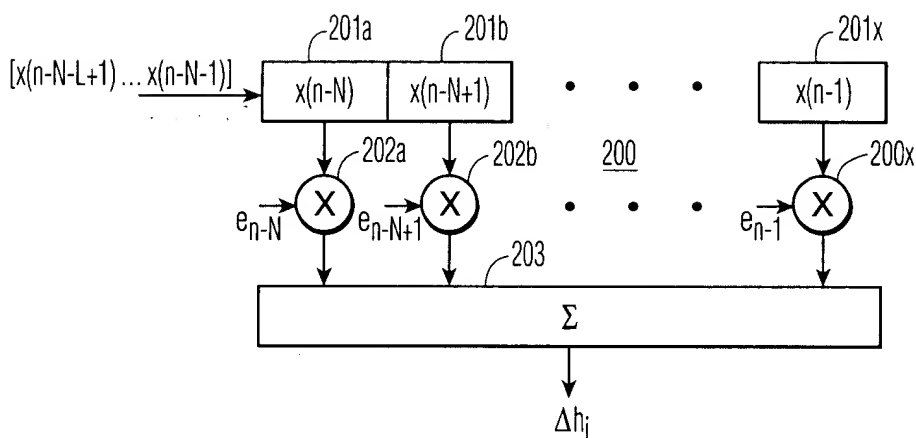 201a 201b 201x
[x(n-N-L+1) ... x(n-N-1)]
x(n-N) x(n-N+1) x(n-1)
202a 202b 200 200x
X X X
e_{n-N} e_{n-N+1} e_{n-1}
203
Σ
Δh_i